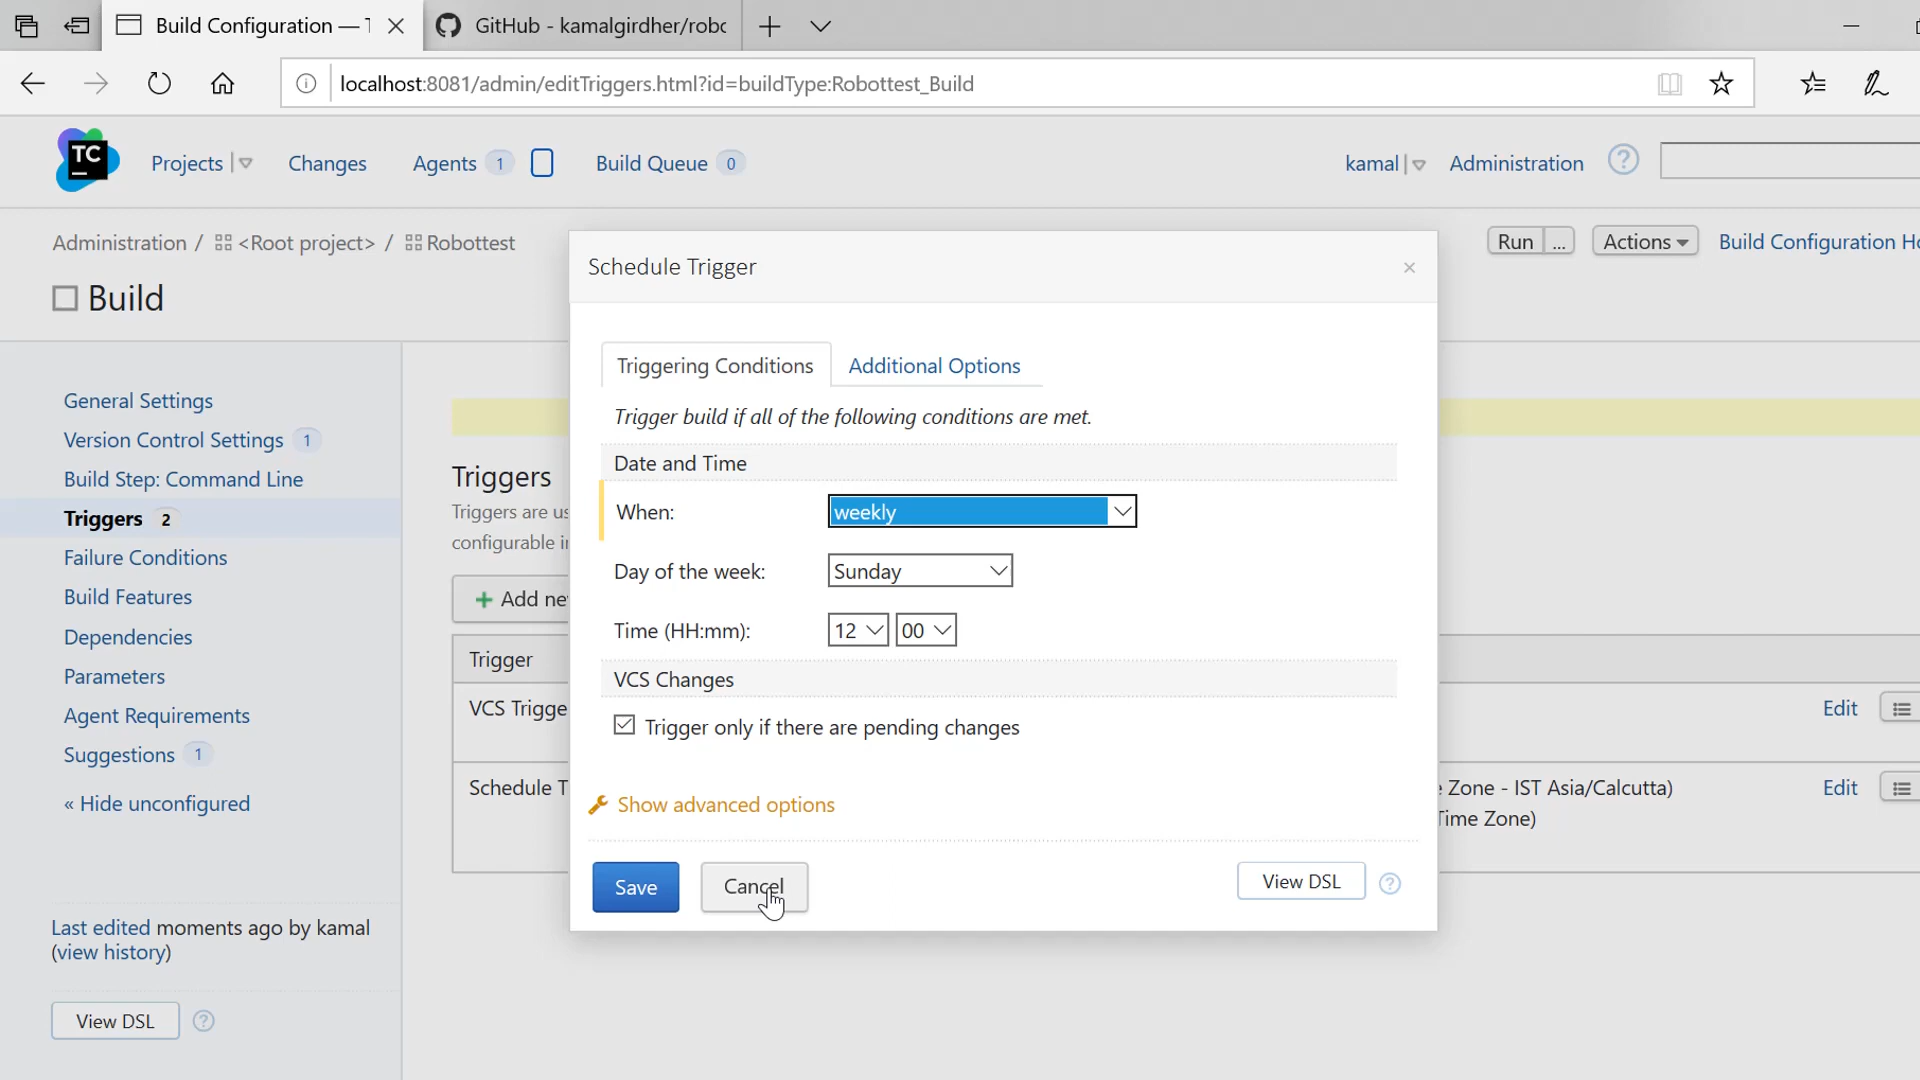 Build Configuration — T
GitHub - kamalgirdher/robo
localhost:8081/admin/editTriggers.html?id=buildType:Robottest_Build
TC
Projects
Changes
Agents 1
Build Queue 0
kamal
Administration
Administration / <Root project> / Robottest
Run ...
Actions
Build Configuration Ho
Build
Schedule Trigger
Triggering Conditions
Additional Options
Trigger build if all of the following conditions are met.
Date and Time
When: weekly
Day of the week: Sunday
Time (HH:mm): 12 00
VCS Changes
Trigger only if there are pending changes
Show advanced options
Save
Cancel
View DSL
General Settings
Version Control Settings 1
Build Step: Command Line
Triggers 2
Failure Conditions
Build Features
Dependencies
Parameters
Agent Requirements
Suggestions 1
« Hide unconfigured
Last edited moments ago by kamal
(view history)
View DSL
Triggers
Triggers are us
configurable i
+ Add ne
Trigger
VCS Trigge
Edit
Schedule T
Zone - IST Asia/Calcutta)
Time Zone)
Edit